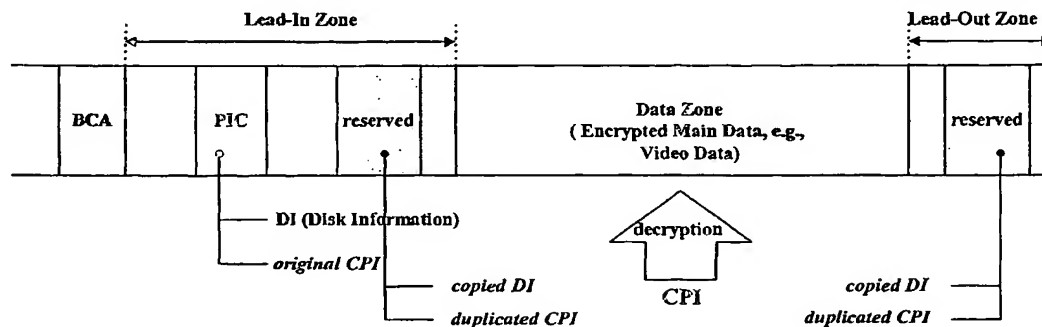 Lead-In Zone
Lead-Out Zone
BCA
PIC
reserved
Data Zone
( Encrypted Main Data, e.g.,
Video Data)
reserved
DI (Disk Information)
original CPI
decryption
CPI
copied DI
duplicated CPI
copied DI
duplicated CPI